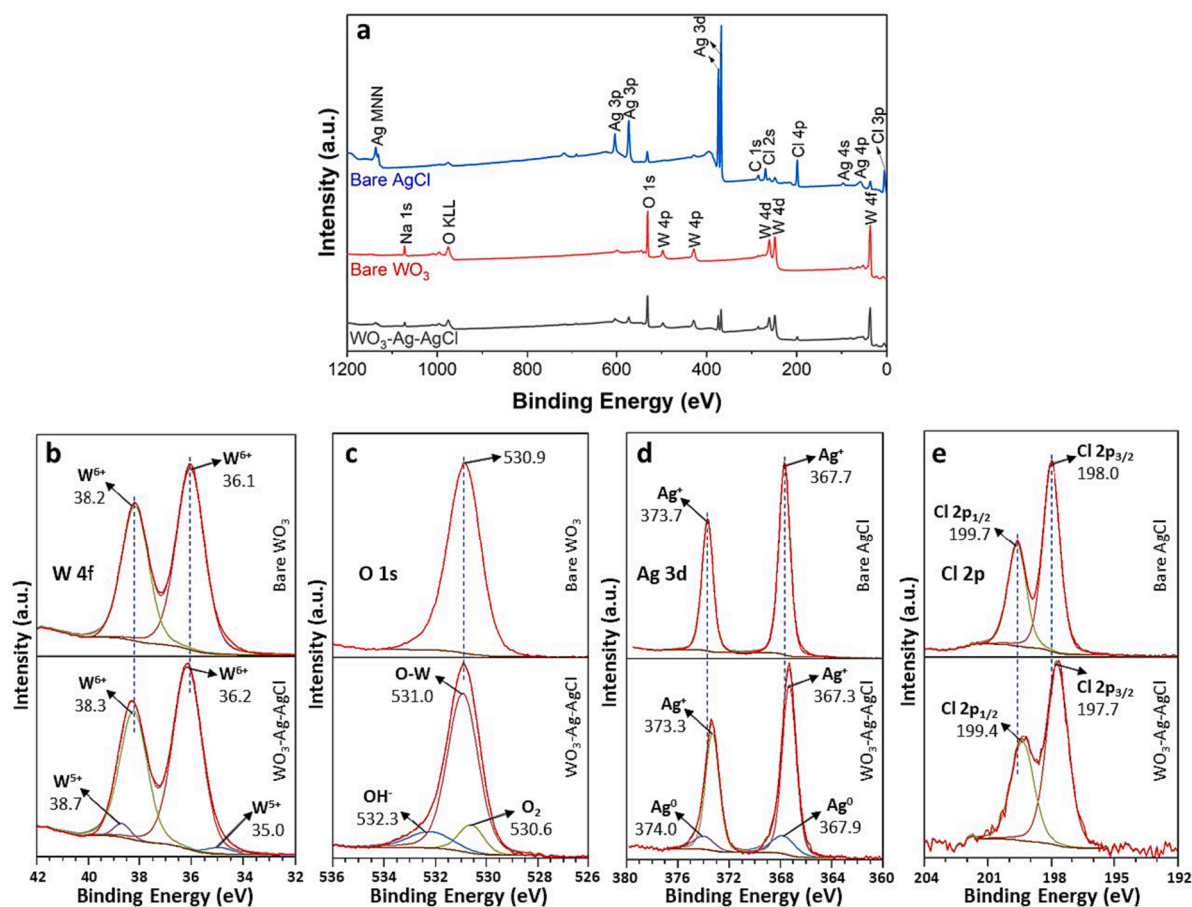 a
Intensity (a.u.)
Ag MNN
Ag 3p
Ag 3p
Ag 3d
C 1s
Cl 2s
Cl 4p
Ag 4s
Ag 4p
Cl 3p
Bare AgCl
Na 1s
O KLL
O 1s
W 4p
W 4p
W 4d
W 4d
W 4f
Bare WO3
WO3-Ag-AgCl
1200 1000 800 600 400 200 0
Binding Energy (eV)
b
W6+
38.2
W6+
36.1
W 4f
Bare WO3
Intensity (a.u.)
W6+
38.3
W6+
36.2
W5+
38.7
W5+
35.0
WO3-Ag-AgCl
42 40 38 36 34 32
Binding Energy (eV)
c
530.9
O 1s
Bare WO3
Intensity (a.u.)
O-W
531.0
OH-
532.3
O2
530.6
WO3-Ag-AgCl
536 534 532 530 528 526
Binding Energy (eV)
d
Ag+
373.7
Ag+
367.7
Ag 3d
Bare AgCl
Intensity (a.u.)
Ag+
373.3
Ag+
367.3
Ag0
374.0
Ag0
367.9
WO3-Ag-AgCl
380 376 372 368 364 360
Binding Energy (eV)
e
Cl 2p3/2
198.0
Cl 2p1/2
199.7
Cl 2p
Bare AgCl
Intensity (a.u.)
Cl 2p3/2
197.7
Cl 2p1/2
199.4
WO3-Ag-AgCl
204 201 198 195 192
Binding Energy (eV)